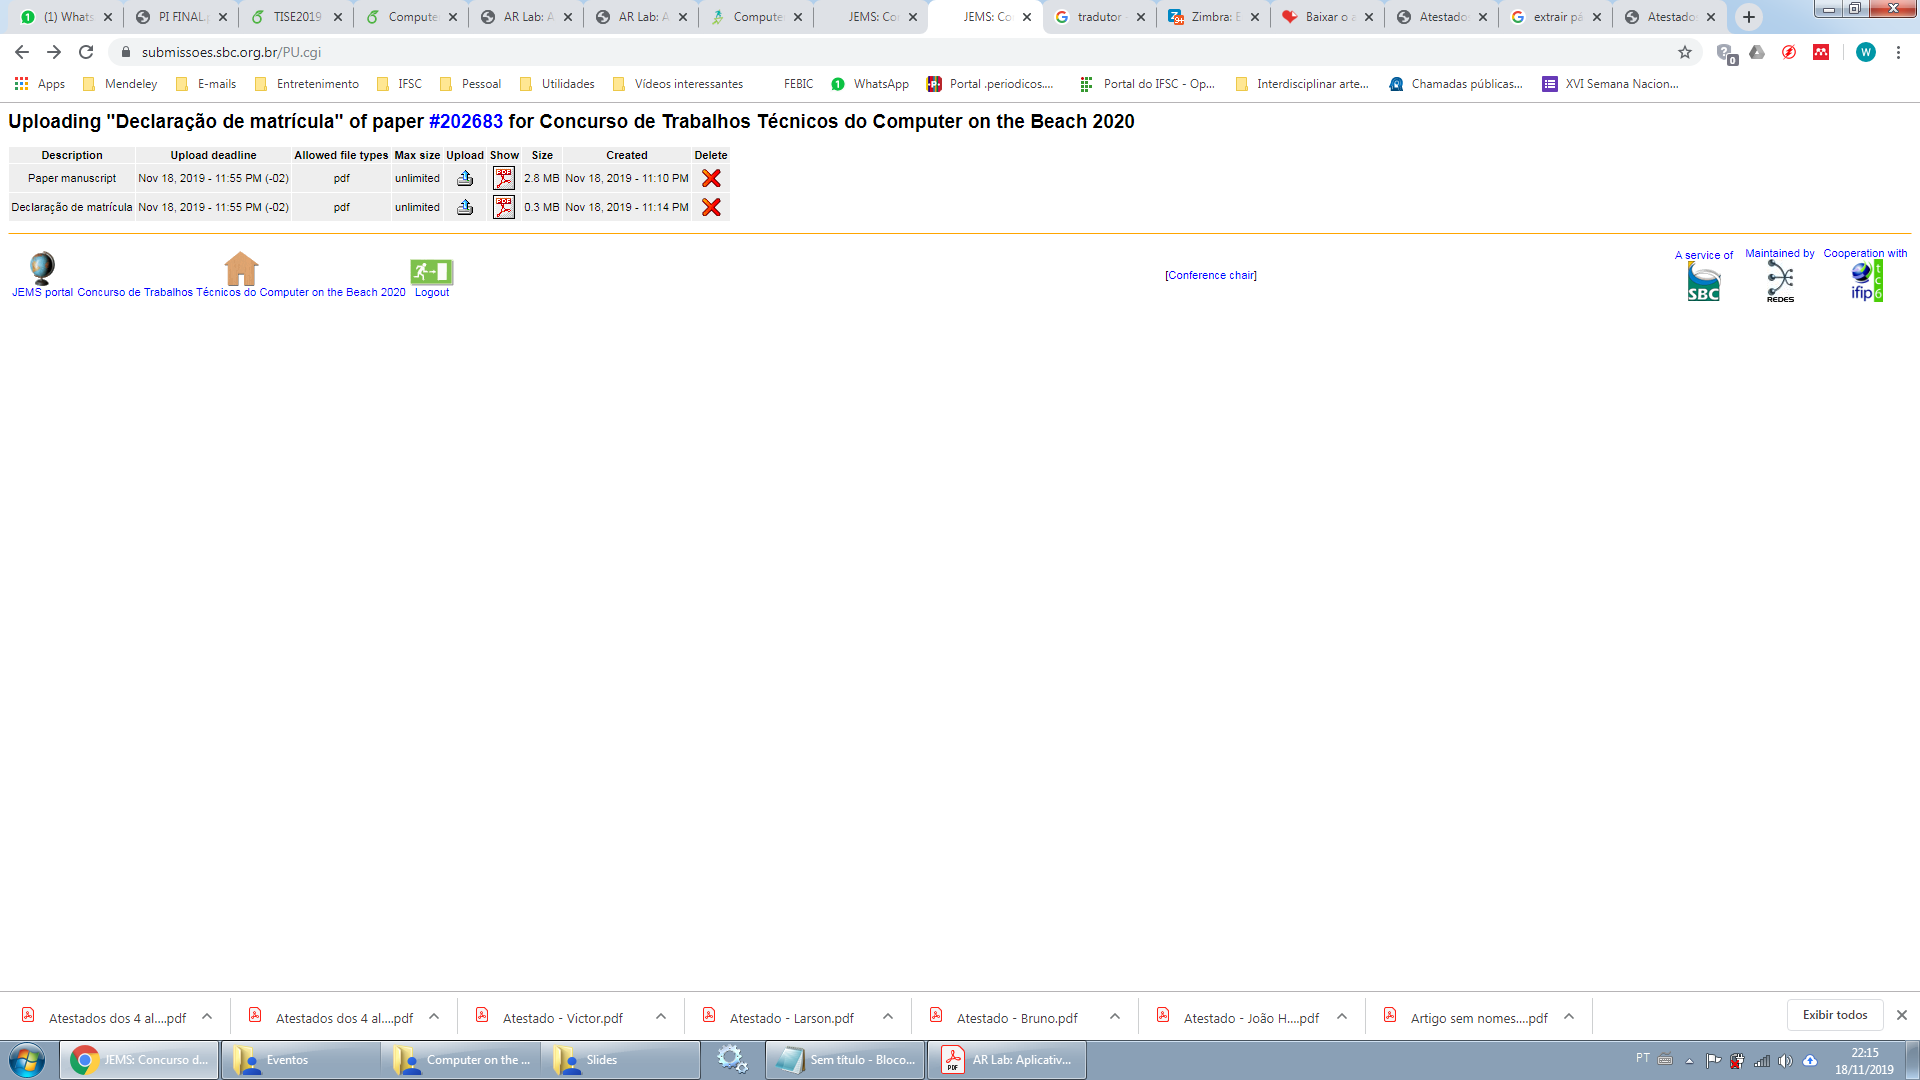 (1) Whats
PI FINAL.p
TISE2019
Compute
AR Lab: A
AR Lab: A
Compute
JEMS: Co
JEMS: Co
tradutor
Zimbra: E
Baixar o a
Atestado
extrair pá
Atestado
submissoes.sbc.org.br/PU.cgi
0
W
Apps
Mendeley
E-mails
Entretenimento
IFSC
Pessoal
Utilidades
Vídeos interessantes
FEBIC
WhatsApp
Portal .periodicos....
Portal do IFSC - Op...
Interdisciplinar arte...
Chamadas públicas...
XVI Semana Nacion...
Uploading "Declaração de matrícula" of paper #202683 for Concurso de Trabalhos Técnicos do Computer on the Beach 2020
Description Upload deadline Allowed file types Max size Upload Show Size Created Delete
Paper manuscript Nov 18, 2019 - 11:55 PM (-02) pdf unlimited 2.8 MB Nov 18, 2019 - 11:10 PM
Declaração de matrícula Nov 18, 2019 - 11:55 PM (-02) pdf unlimited 0.3 MB Nov 18, 2019 - 11:14 PM
JEMS portal
Concurso de Trabalhos Técnicos do Computer on the Beach 2020
Logout
[Conference chair]
A service of
SBC
Maintained by
REDES
Cooperation with
ifip
tc6
Atestados dos 4 al....pdf
Atestados dos 4 al....pdf
Atestado - Victor.pdf
Atestado - Larson.pdf
Atestado - Bruno.pdf
Atestado - João H....pdf
Artigo sem nomes....pdf
Exibir todos
JEMS: Concurso d...
Eventos
Computer on the ...
Slides
Sem título - Bloco...
AR Lab: Aplicativ...
PT
22:15
18/11/2019